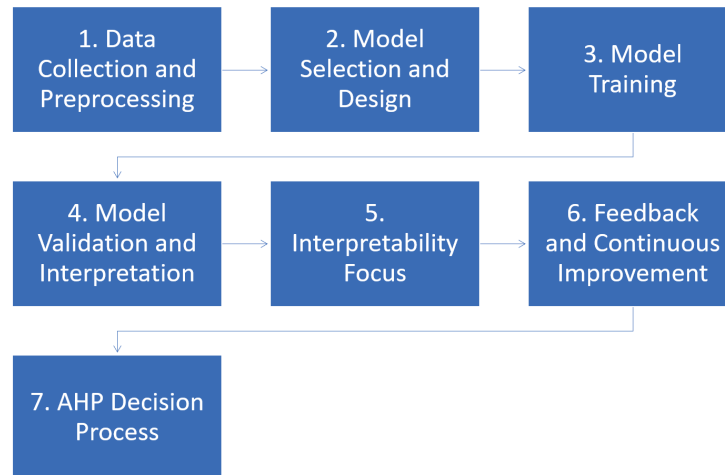 1. Data
Collection and
Preprocessing
2. Model
Selection and
Design
3. Model
Training
4. Model
Validation and
Interpretation
5.
Interpretability
Focus
6. Feedback
and Continuous
Improvement
7. AHP Decision
Process